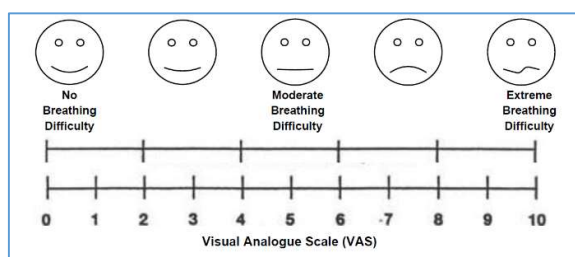 No Breathing Difficulty
Moderate Breathing Difficulty
Extreme Breathing Difficulty
0 1 2 3 4 5 6 7 8 9 10
Visual Analogue Scale (VAS)